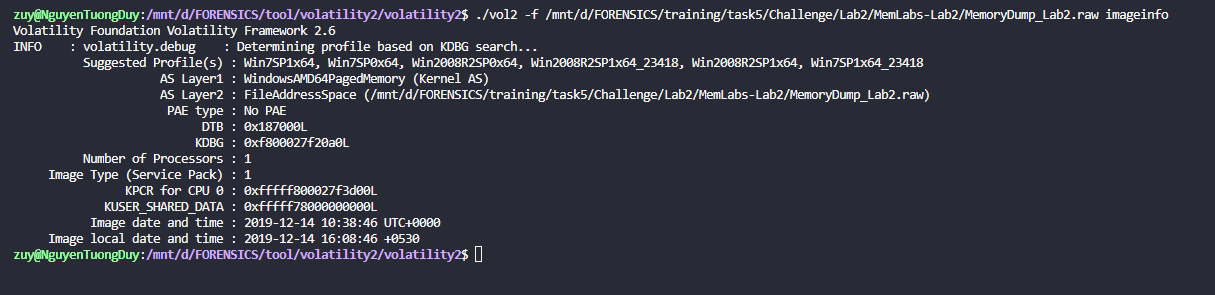 zuy@NguyenTuongDuy:/mnt/d/FORENSICS/tool/volatility2/volatility2$ ./vol2 -f /mnt/d/FORENSICS/training/task5/Challenge/Lab2/MemLabs-Lab2/MemoryDump_Lab2.raw imageinfo
Volatility Foundation Volatility Framework 2.6
INFO    : volatility.debug    : Determining profile based on KDBG search...
Suggested Profile(s) : Win7SP1x64, Win7SP0x64, Win2008R2SP0x64, Win2008R2SP1x64_23418, Win2008R2SP1x64, Win7SP1x64_23418
AS Layer1 : WindowsAMD64PagedMemory (Kernel AS)
AS Layer2 : FileAddressSpace (/mnt/d/FORENSICS/training/task5/Challenge/Lab2/MemLabs-Lab2/MemoryDump_Lab2.raw)
PAE type : No PAE
DTB : 0x187000L
KDBG : 0xf800027f20a0L
Number of Processors : 1
Image Type (Service Pack) : 1
KPCR for CPU 0 : 0xfffff800027f3d00L
KUSER_SHARED_DATA : 0xfffff78000000000L
Image date and time : 2019-12-14 10:38:46 UTC+0000
Image local date and time : 2019-12-14 16:08:46 +0530
zuy@NguyenTuongDuy:/mnt/d/FORENSICS/tool/volatility2/volatility2$